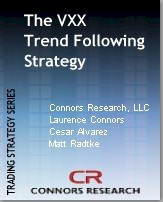 The VXX
Trend Following
Strategy
Connors Research, LLC
Laurence Connors
Cesar Alvarez
Matt Radtke
TRADING STRATEGY SERIES
CR
CONNORS RESEARCH